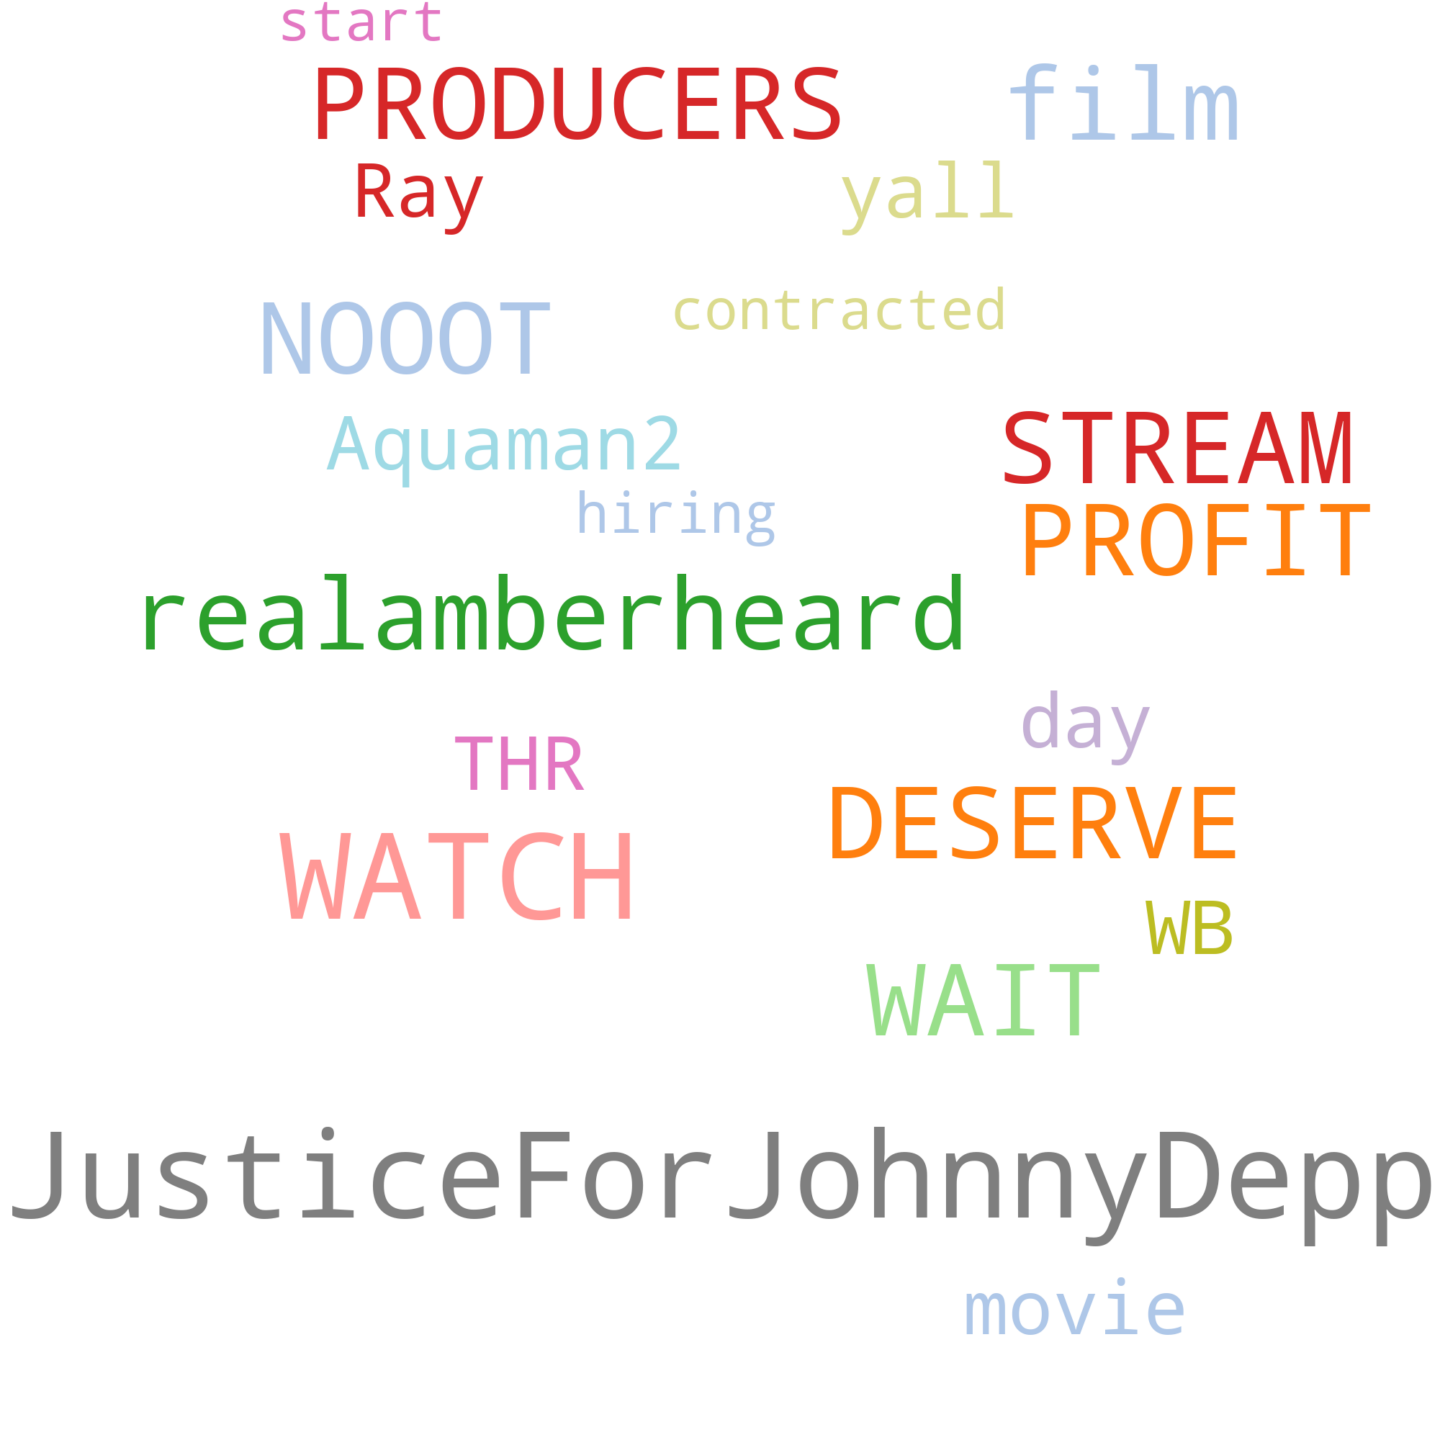 start
PRODUCERS film
Ray yall
NOOOT contracted
Aquaman2 STREAM
hiring PROFIT
realamberheard
day
THR
DESERVE
WATCH
WB
WAIT
JusticeForJohnnyDepp
movie